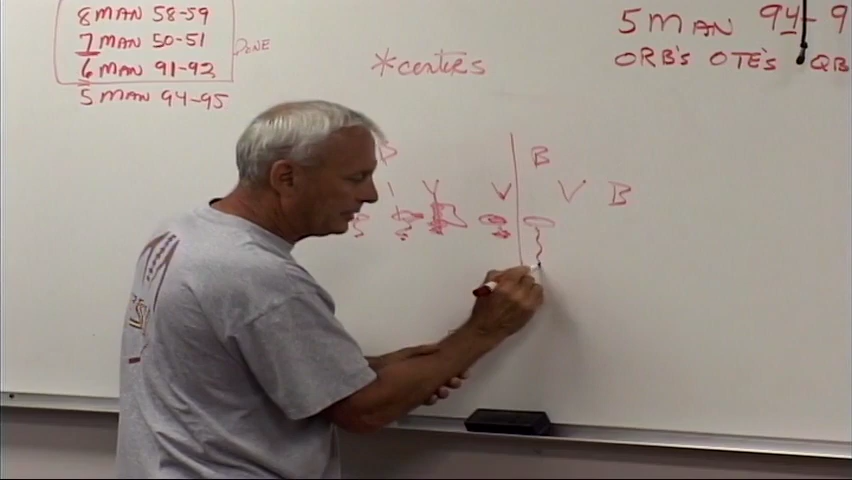 8 MAN 58-59
7 MAN 50-51
6 MAN 91-92
DONE
5 MAN 94-95
*centers
5 MAN 94-9
ORB'S OTE'S QB
B
V V V B